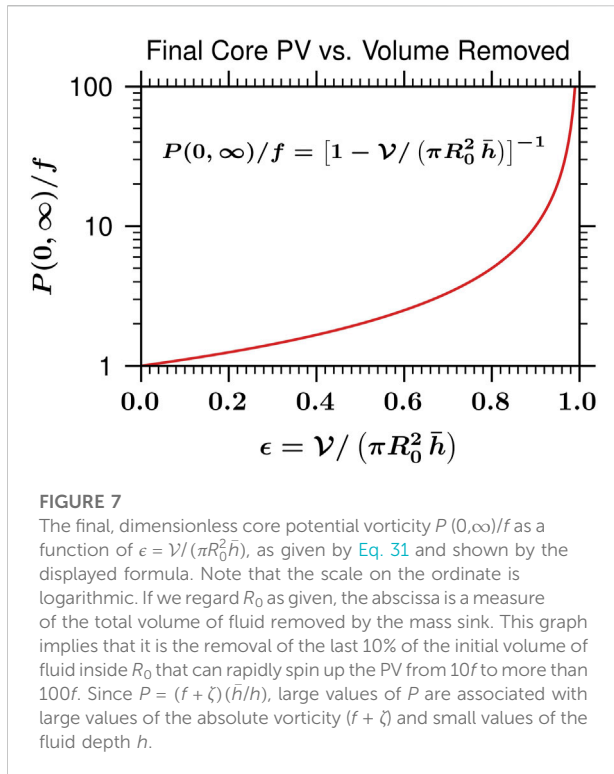 Final Core PV vs. Volume Removed
100
10
1
P(0, ∞)/f
P(0, ∞)/f = [1 − 𝒱/ (πR₀² h̄)]⁻¹
0.0 0.2 0.4 0.6 0.8 1.0
ϵ = 𝒱/ (πR₀² h̄)
FIGURE 7
The final, dimensionless core potential vorticity P (0,∞)/f as a
function of ϵ = 𝒱/(πR₀²h̄), as given by Eq. 31 and shown by the
displayed formula. Note that the scale on the ordinate is
logarithmic. If we regard R₀ as given, the abscissa is a measure
of the total volume of fluid removed by the mass sink. This graph
implies that it is the removal of the last 10% of the initial volume of
fluid inside R₀ that can rapidly spin up the PV from 10f to more than
100f. Since P = (f + ζ)(h̄/h), large values of P are associated with
large values of the absolute vorticity (f + ζ) and small values of the
fluid depth h.